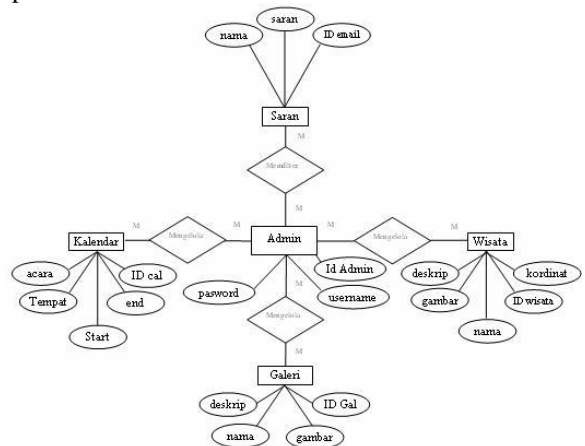 saran
nama
ID email
Saran
M
Memfilter
M
Kalendar
M
Mengelola
M
Admin
M
Mengelola
M
Wisata
acara
ID cal
Id Admin
deskrip
kordinat
Tempat
end
pasword
M
username
gambar
ID wisata
Mengelola
Start
nama
M
Galeri
deskrip
ID Gal
nama
gambar